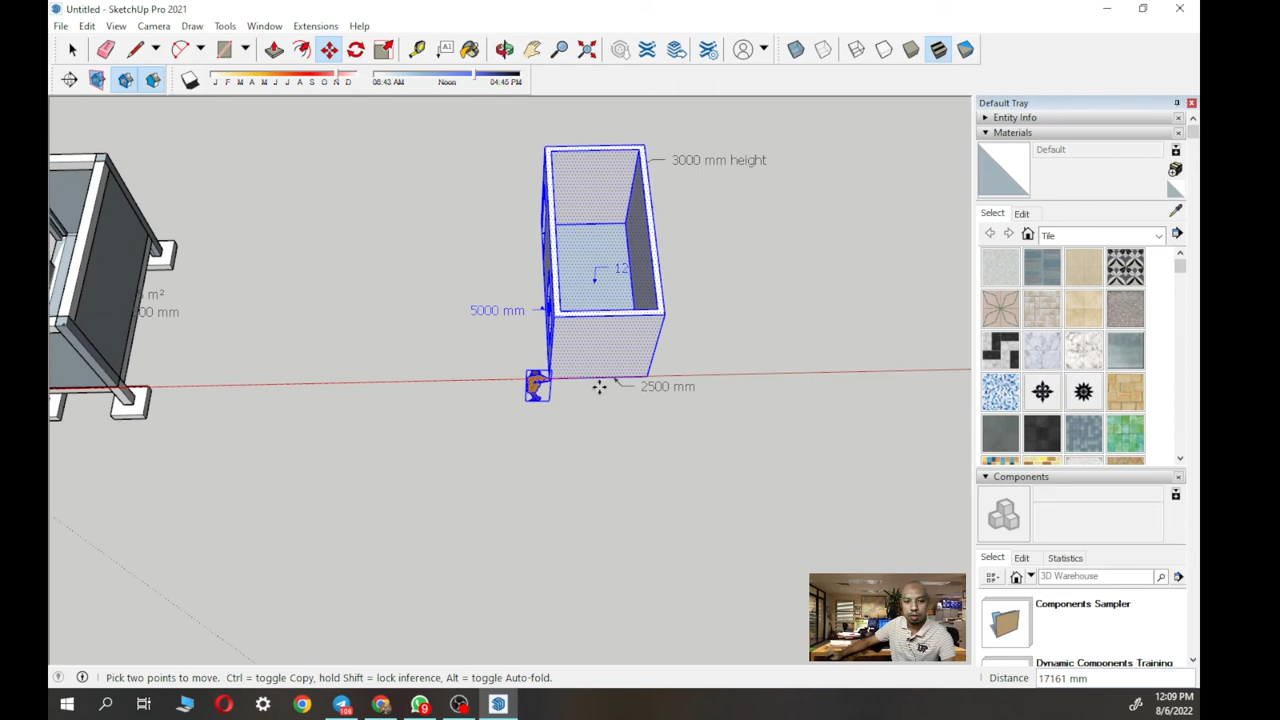 Untitled - SketchUp Pro 2021
File Edit View Camera Draw Tools Window Extensions Help
J F M A M J J A S O N D
06:43 AM Noon 04:45 PM
Default Tray
Entity Info
Materials
Default
Select Edit
Tile
3000 mm height
12
5000 mm
2500 mm
m²
00 mm
Components
Select Edit Statistics
3D Warehouse
Components Sampler
Dynamic Components Training
Pick two points to move. Ctrl = toggle Copy, hold Shift = lock inference, Alt = toggle Auto-fold.
Distance 17161 mm
12:09 PM
8/6/2022